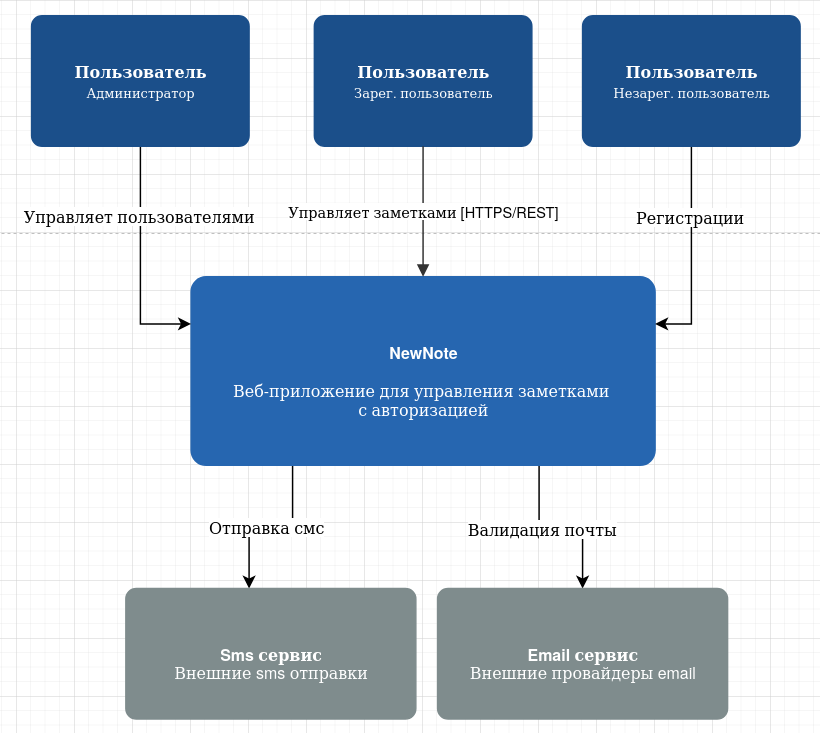 Пользователь
Администратор
Пользователь
Зарег. пользователь
Пользователь
Незарег. пользователь
Управляет пользователями
Управляет заметками [HTTPS/REST]
Регистрации
NewNote
Веб-приложение для управления заметками
с авторизацией
Отправка смс
Валидация почты
Sms сервис
Внешние sms отправки
Email сервис
Внешние провайдеры email